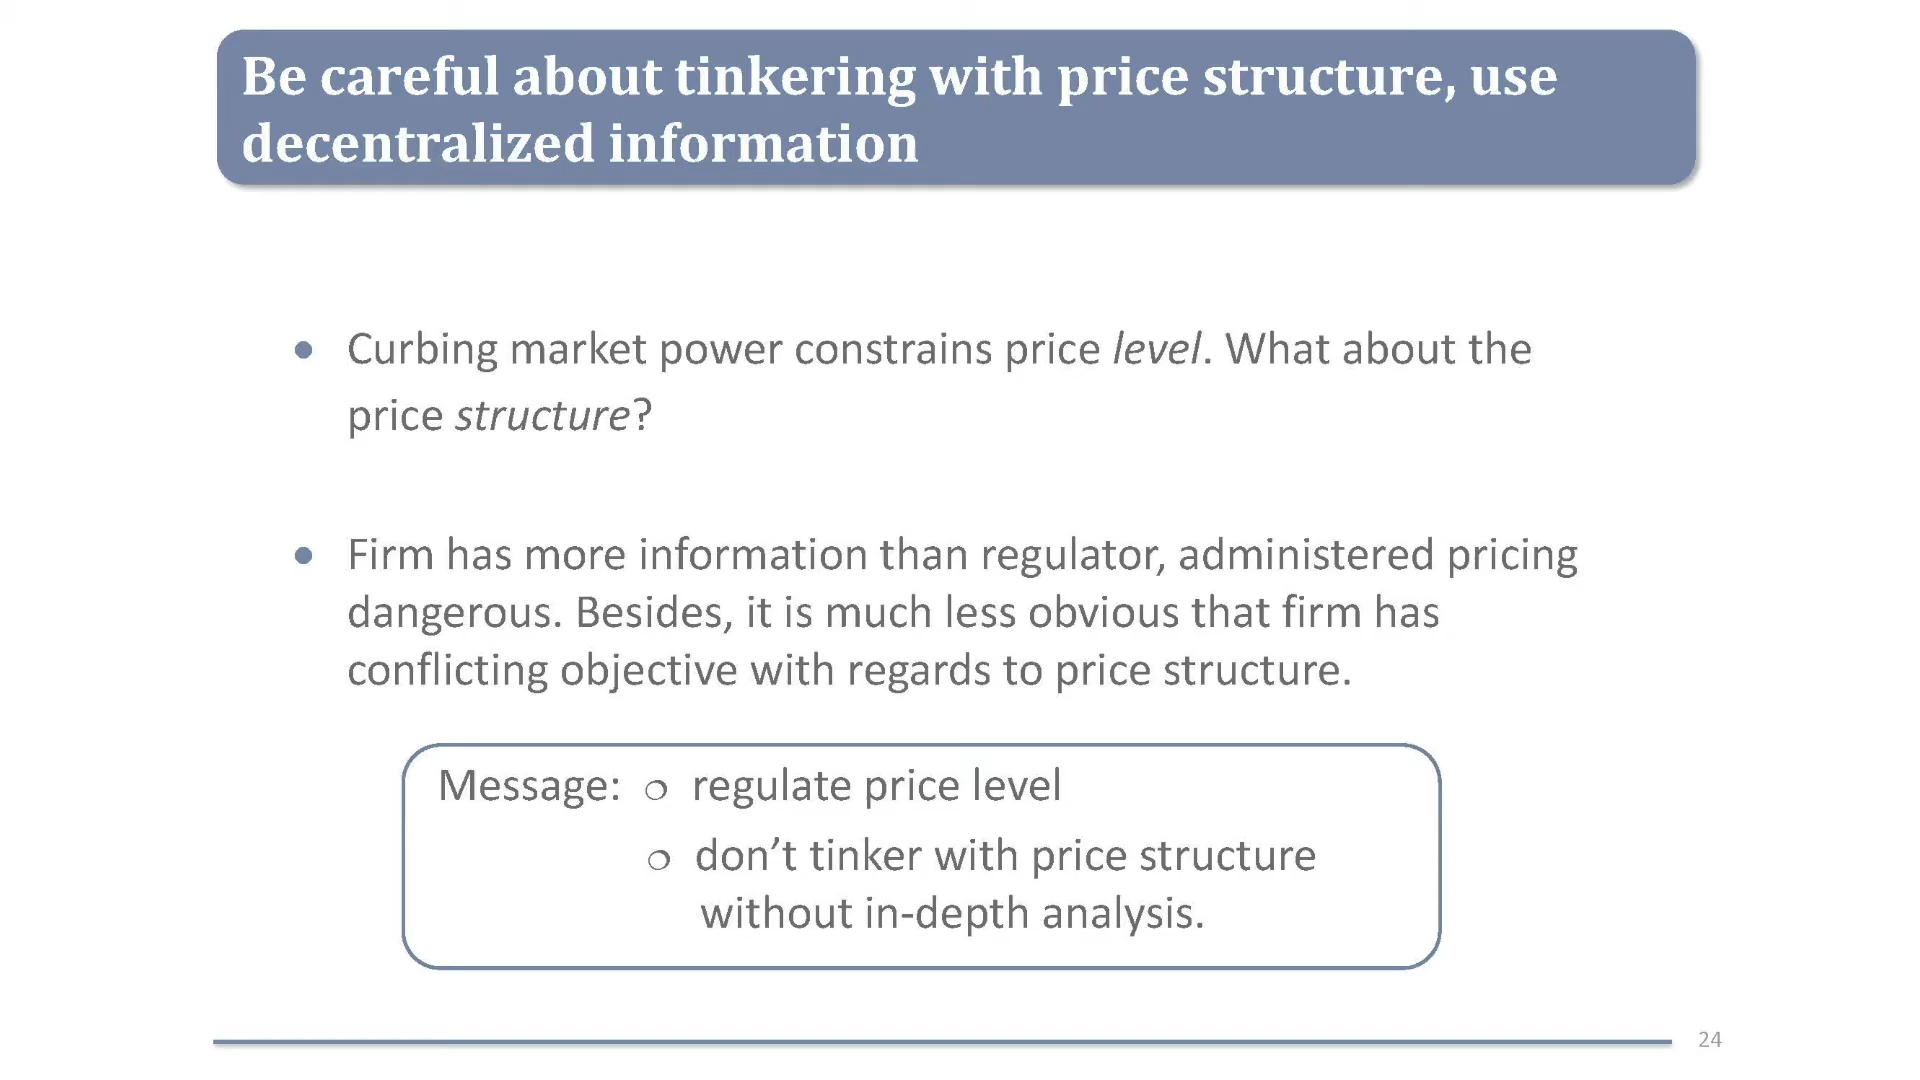 Be careful about tinkering with price structure, use
decentralized information
• Curbing market power constrains price level. What about the
price structure?
• Firm has more information than regulator, administered pricing
dangerous. Besides, it is much less obvious that firm has
conflicting objective with regards to price structure.
Message: ○ regulate price level
○ don’t tinker with price structure
without in-depth analysis.
24